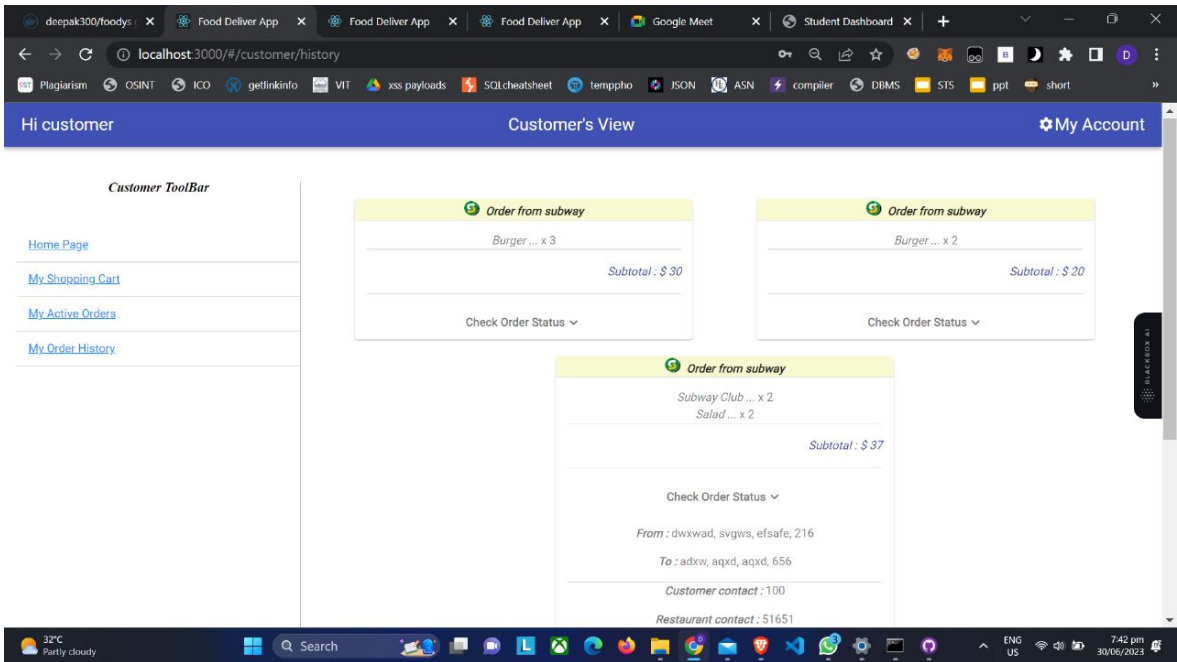 deepak300/foodys
Food Deliver App
Food Deliver App
Food Deliver App
Google Meet
Student Dashboard
localhost:3000/#/customer/history
Plagiarism OSINT ICO getlinkinfo VIT xss payloads SQLcheatsheet temppho JSON ASN compiler DBMS STS ppt short »
Hi customer
Customer's View
My Account
Customer ToolBar
Home Page
My Shopping Cart
My Active Orders
My Order History
Order from subway
Burger ... x 3
Subtotal : $ 30
Check Order Status
Order from subway
Burger ... x 2
Subtotal : $ 20
Check Order Status
Order from subway
Subway Club ... x 2
Salad ... x 2
Subtotal : $ 37
Check Order Status
From : dwxwad, svgws, efsafe, 216
To : adxw, aqxd, aqxd, 656
Customer contact : 100
Restaurant contact : 51651
BLACKBOX AI
32°C
Partly cloudy
Search
ENG
US
7:42 pm
30/06/2023